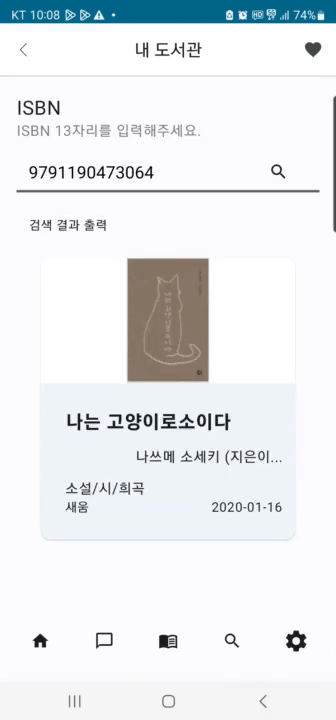 KT 10:08
74%
내 도서관
ISBN
ISBN 13자리를 입력해주세요.
9791190473064
검색 결과 출력
나는 고양이로소이다
나쓰메 소세키 (지은이...
소설/시/희곡
새움
2020-01-16